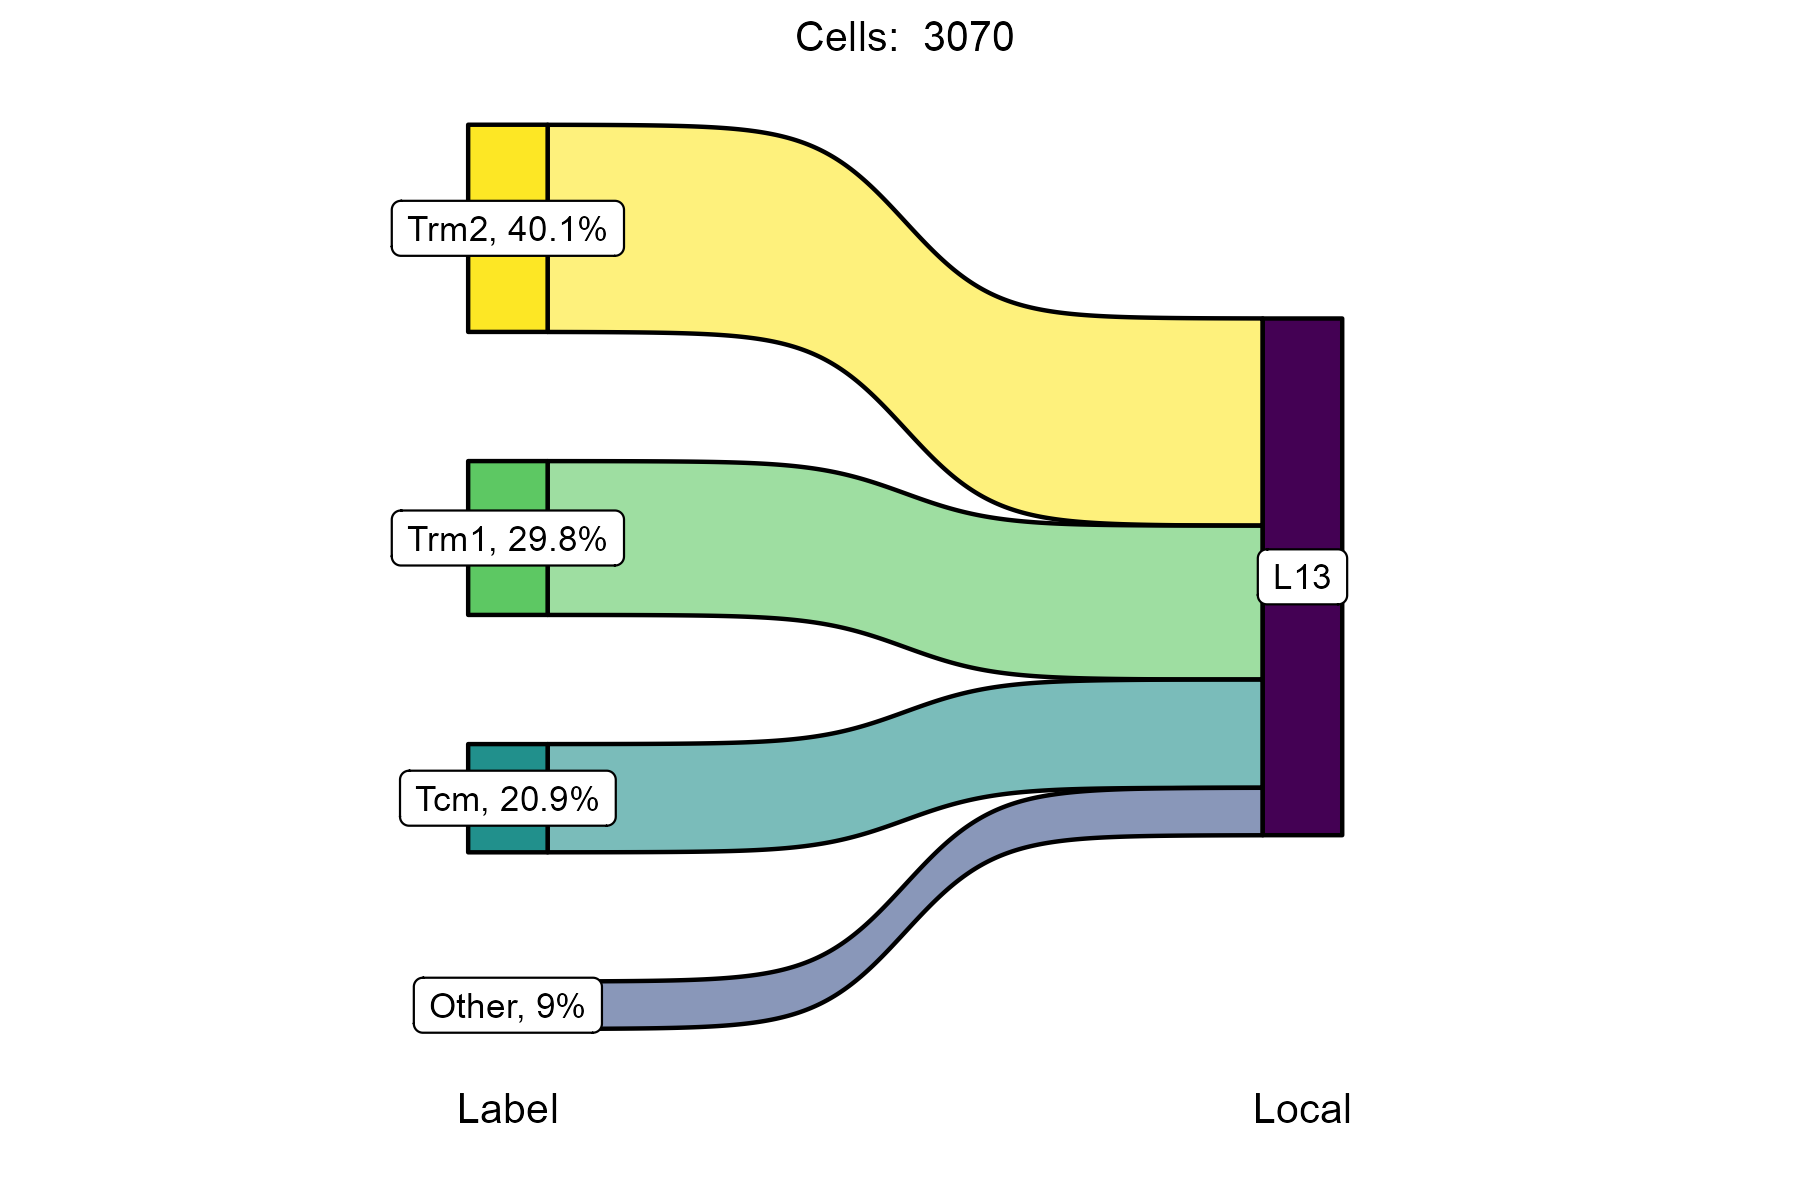 Cells:  3070
Trm2, 40.1%
Trm1, 29.8%
L13
Tcm, 20.9%
Other, 9%
Label
Local